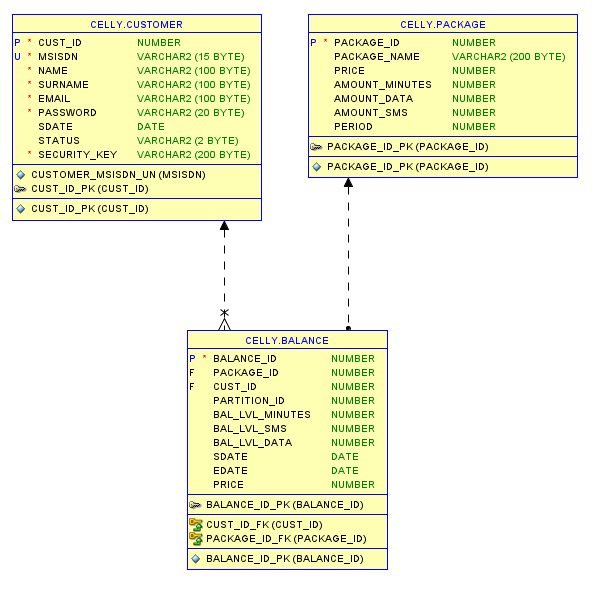 CELLY.CUSTOMER
P * CUST_ID NUMBER
U * MSISDN VARCHAR2 (15 BYTE)
* NAME VARCHAR2 (100 BYTE)
* SURNAME VARCHAR2 (100 BYTE)
* EMAIL VARCHAR2 (100 BYTE)
* PASSWORD VARCHAR2 (20 BYTE)
SDATE DATE
STATUS VARCHAR2 (2 BYTE)
* SECURITY_KEY VARCHAR2 (200 BYTE)
CUSTOMER_MSISDN_UN (MSISDN)
CUST_ID_PK (CUST_ID)
CUST_ID_PK (CUST_ID)
CELLY.PACKAGE
P * PACKAGE_ID NUMBER
PACKAGE_NAME VARCHAR2 (200 BYTE)
PRICE NUMBER
AMOUNT_MINUTES NUMBER
AMOUNT_DATA NUMBER
AMOUNT_SMS NUMBER
PERIOD NUMBER
PACKAGE_ID_PK (PACKAGE_ID)
PACKAGE_ID_PK (PACKAGE_ID)
CELLY.BALANCE
P * BALANCE_ID NUMBER
F PACKAGE_ID NUMBER
F CUST_ID NUMBER
PARTITION_ID NUMBER
BAL_LVL_MINUTES NUMBER
BAL_LVL_SMS NUMBER
BAL_LVL_DATA NUMBER
SDATE DATE
EDATE DATE
PRICE NUMBER
BALANCE_ID_PK (BALANCE_ID)
CUST_ID_FK (CUST_ID)
PACKAGE_ID_FK (PACKAGE_ID)
BALANCE_ID_PK (BALANCE_ID)